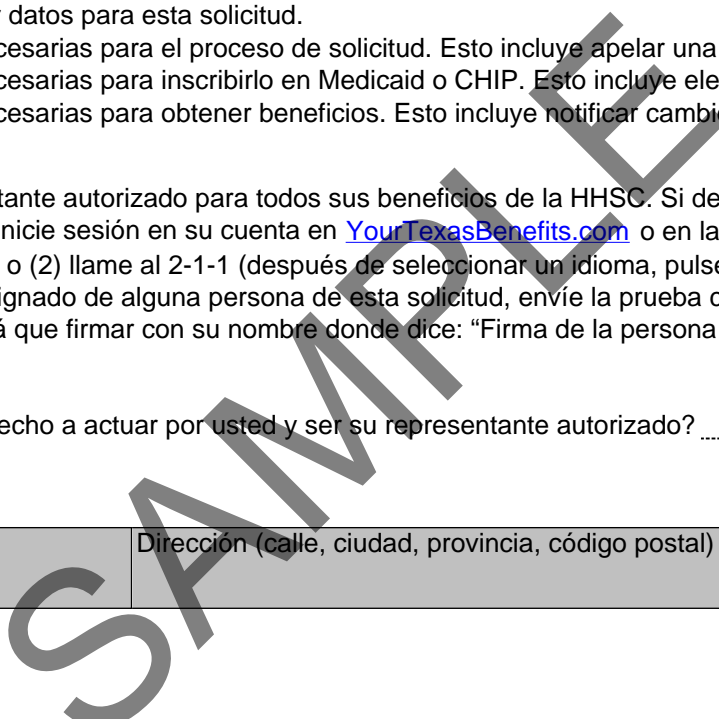 datos para esta solicitud.
cesarias para el proceso de solicitud. Esto incluye apelar una
cesarias para inscribirlo en Medicaid o CHIP. Esto incluye ele
cesarias para obtener beneficios. Esto incluye notificar cambi
tante autorizado para todos sus beneficios de la HHSC. Si de
nicie sesión en su cuenta en YourTexasBenefits.com o en la
o (2) llame al 2-1-1 (después de seleccionar un idioma, pulse
ignado de alguna persona de esta solicitud, envíe la prueba
á que firmar con su nombre donde dice: “Firma de la persona
echo a actuar por usted y ser su representante autorizado?
Dirección (calle, ciudad, provincia, código postal)
SAMPLE